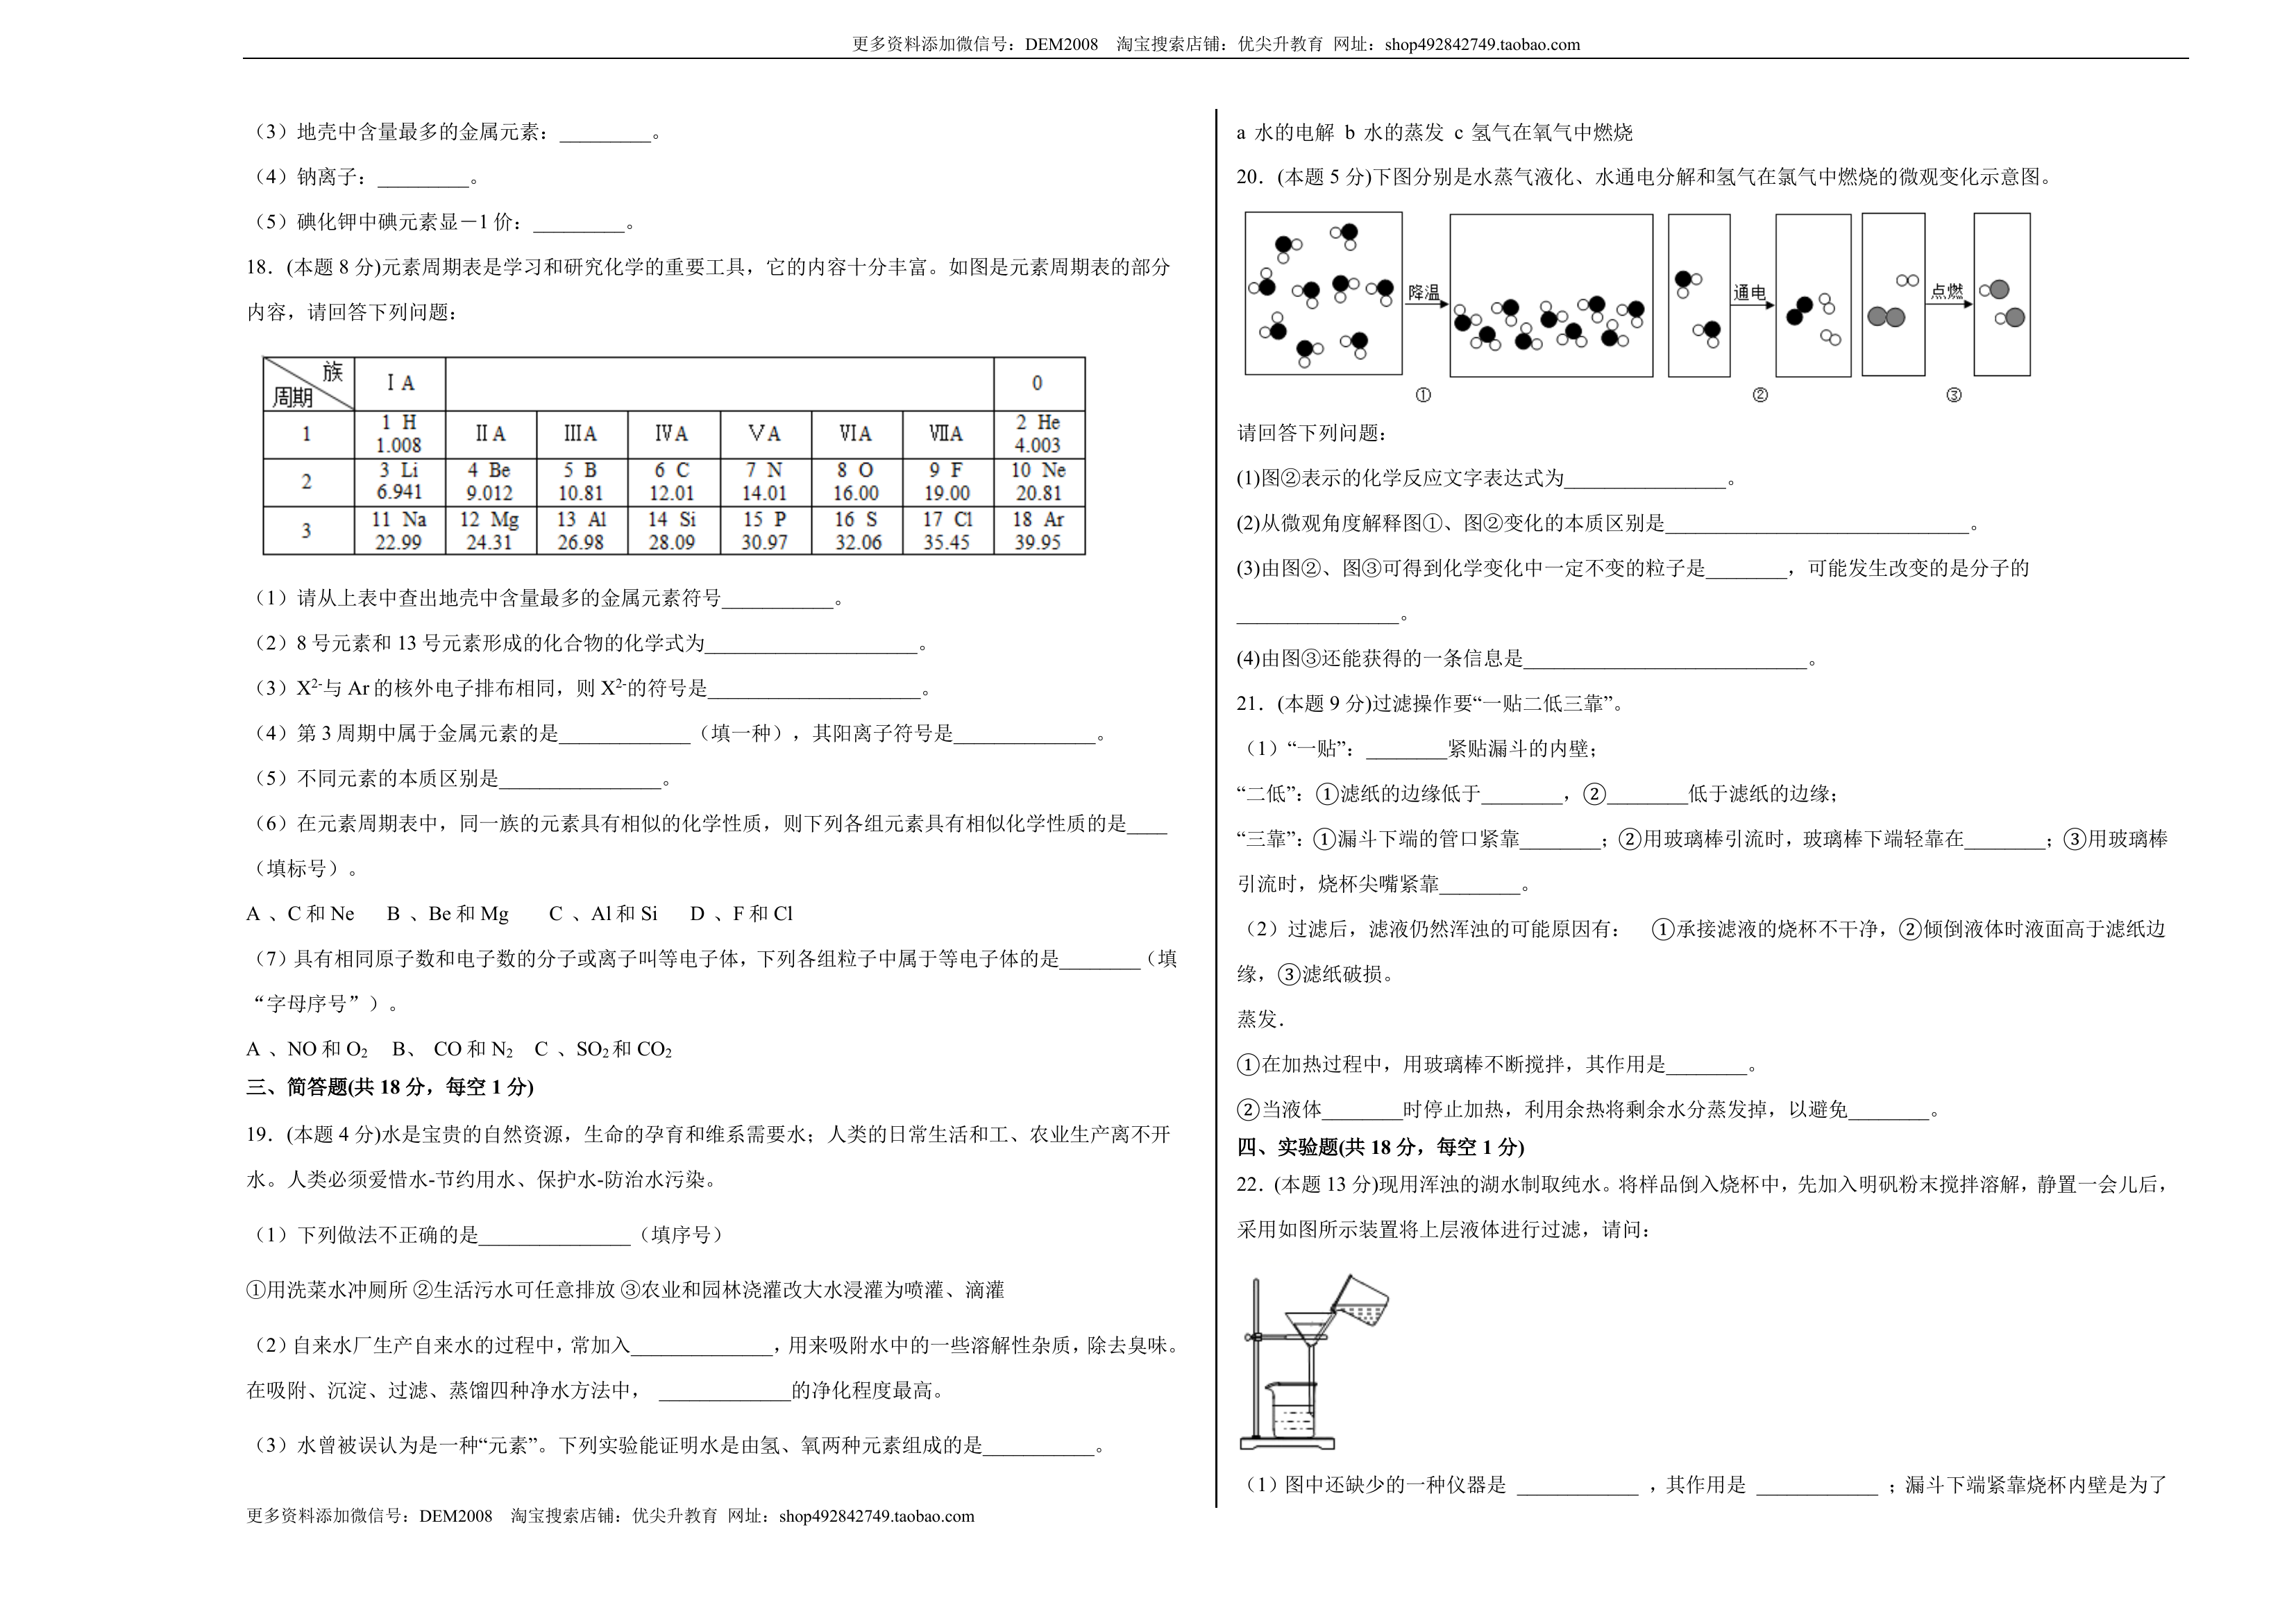 更多资料添加微信号：DEM2008 淘宝搜索店铺：优尖升教育 网址：shop492842749.taobao.com
（3）地壳中含量最多的金属元素：_________。
（4）钠离子：_________。
（5）碘化钾中碘元素显－1 价：_________。
18．(本题 8 分)元素周期表是学习和研究化学的重要工具，它的内容十分丰富。如图是元素周期表的部分
内容，请回答下列问题：
族 周期 ⅠA 0
1 1 H 1.008 ⅡA ⅢA ⅣA ⅤA ⅥA ⅦA 2 He 4.003
2 3 Li 6.941 4 Be 9.012 5 B 10.81 6 C 12.01 7 N 14.01 8 O 16.00 9 F 19.00 10 Ne 20.81
3 11 Na 22.99 12 Mg 24.31 13 Al 26.98 14 Si 28.09 15 P 30.97 16 S 32.06 17 Cl 35.45 18 Ar 39.95
（1）请从上表中查出地壳中含量最多的金属元素符号___________。
（2）8 号元素和 13 号元素形成的化合物的化学式为_____________________。
（3）X²⁻与 Ar 的核外电子排布相同，则 X²⁻的符号是_____________________。
（4）第 3 周期中属于金属元素的是_____________（填一种），其阳离子符号是______________。
（5）不同元素的本质区别是________________。
（6）在元素周期表中，同一族的元素具有相似的化学性质，则下列各组元素具有相似化学性质的是____
（填标号）。
A 、C 和 Ne B 、Be 和 Mg C 、Al 和 Si D 、F 和 Cl
（7）具有相同原子数和电子数的分子或离子叫等电子体，下列各组粒子中属于等电子体的是________（填
“字母序号”）。
A 、NO 和 O₂ B、 CO 和 N₂ C 、SO₂ 和 CO₂
三、简答题(共 18 分，每空 1 分)
19．(本题 4 分)水是宝贵的自然资源，生命的孕育和维系需要水；人类的日常生活和工、农业生产离不开
水。人类必须爱惜水-节约用水、保护水-防治水污染。
（1）下列做法不正确的是_______________（填序号）
①用洗菜水冲厕所 ②生活污水可任意排放 ③农业和园林浇灌改大水浸灌为喷灌、滴灌
（2）自来水厂生产自来水的过程中，常加入______________，用来吸附水中的一些溶解性杂质，除去臭味。
在吸附、沉淀、过滤、蒸馏四种净水方法中， _____________的净化程度最高。
（3）水曾被误认为是一种“元素”。下列实验能证明水是由氢、氧两种元素组成的是___________。
更多资料添加微信号：DEM2008 淘宝搜索店铺：优尖升教育 网址：shop492842749.taobao.com
a 水的电解 b 水的蒸发 c 氢气在氧气中燃烧
20．(本题 5 分)下图分别是水蒸气液化、水通电分解和氢气在氯气中燃烧的微观变化示意图。
降温 通电 点燃
① ② ③
请回答下列问题：
(1)图②表示的化学反应文字表达式为________________。
(2)从微观角度解释图①、图②变化的本质区别是______________________________。
(3)由图②、图③可得到化学变化中一定不变的粒子是________，可能发生改变的是分子的
________________。
(4)由图③还能获得的一条信息是____________________________。
21．(本题 9 分)过滤操作要“一贴二低三靠”。
（1）“一贴”：________紧贴漏斗的内壁；
“二低”：①滤纸的边缘低于________，②________低于滤纸的边缘；
“三靠”：①漏斗下端的管口紧靠________；②用玻璃棒引流时，玻璃棒下端轻靠在________；③用玻璃棒
引流时，烧杯尖嘴紧靠________。
（2）过滤后，滤液仍然浑浊的可能原因有： ①承接滤液的烧杯不干净，②倾倒液体时液面高于滤纸边
缘，③滤纸破损。
蒸发．
①在加热过程中，用玻璃棒不断搅拌，其作用是________。
②当液体________时停止加热，利用余热将剩余水分蒸发掉，以避免________。
四、实验题(共 18 分，每空 1 分)
22．(本题 13 分)现用浑浊的湖水制取纯水。将样品倒入烧杯中，先加入明矾粉末搅拌溶解，静置一会儿后，
采用如图所示装置将上层液体进行过滤，请问：
（1）图中还缺少的一种仪器是 ____________ ，其作用是 ____________ ；漏斗下端紧靠烧杯内壁是为了